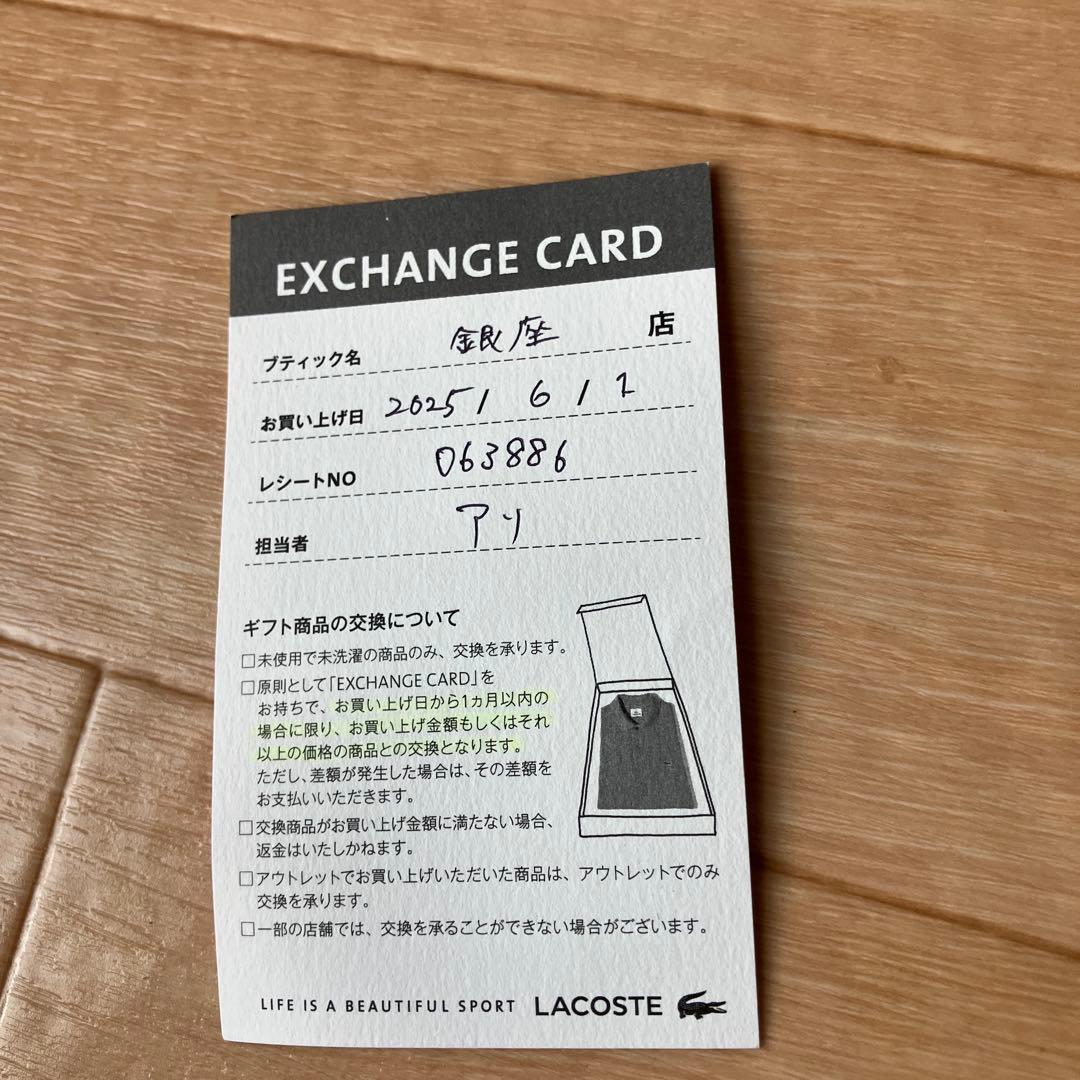 EXCHANGE CARD
ブティック名 銀座 店
お買い上げ日 2025/ 6 / 1
レシートNO 063886
担当者 アリ
ギフト商品の交換について
□未使用で未洗濯の商品のみ、交換を承ります。
□原則として「EXCHANGE CARD」を
お持ちで、お買い上げ日から1ヵ月以内の
場合に限り、お買い上げ金額もしくはそれ
以上の価格の商品との交換となります。
ただし、差額が発生した場合は、その差額を
お支払いいただきます。
□交換商品がお買い上げ金額に満たない場合、
返金はいたしかねます。
□アウトレットでお買い上げいただいた商品は、アウトレットでのみ
交換を承ります。
□一部の店舗では、交換を承ることができない場合がございます。
LIFE IS A BEAUTIFUL SPORT LACOSTE